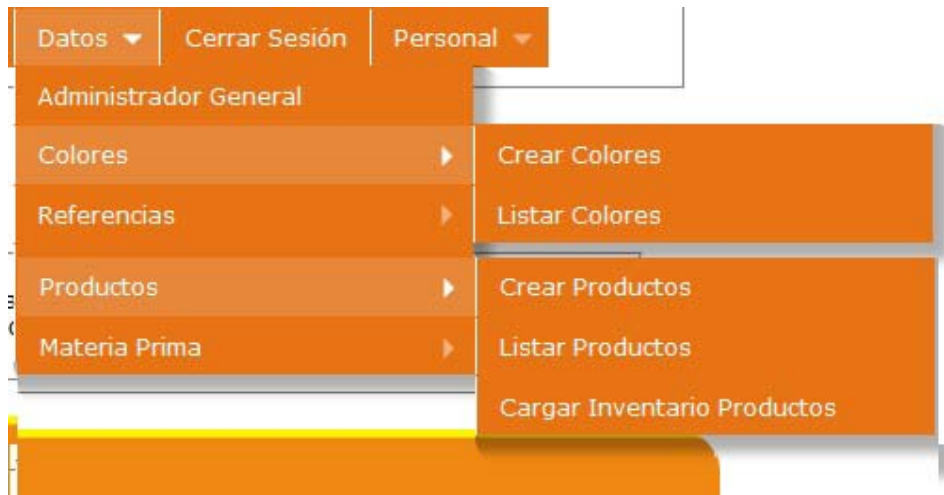 Datos
Cerrar Sesión
Personal
Administrador General
Colores
Crear Colores
Referencias
Listar Colores
Productos
Crear Productos
Materia Prima
Listar Productos
Cargar Inventario Productos